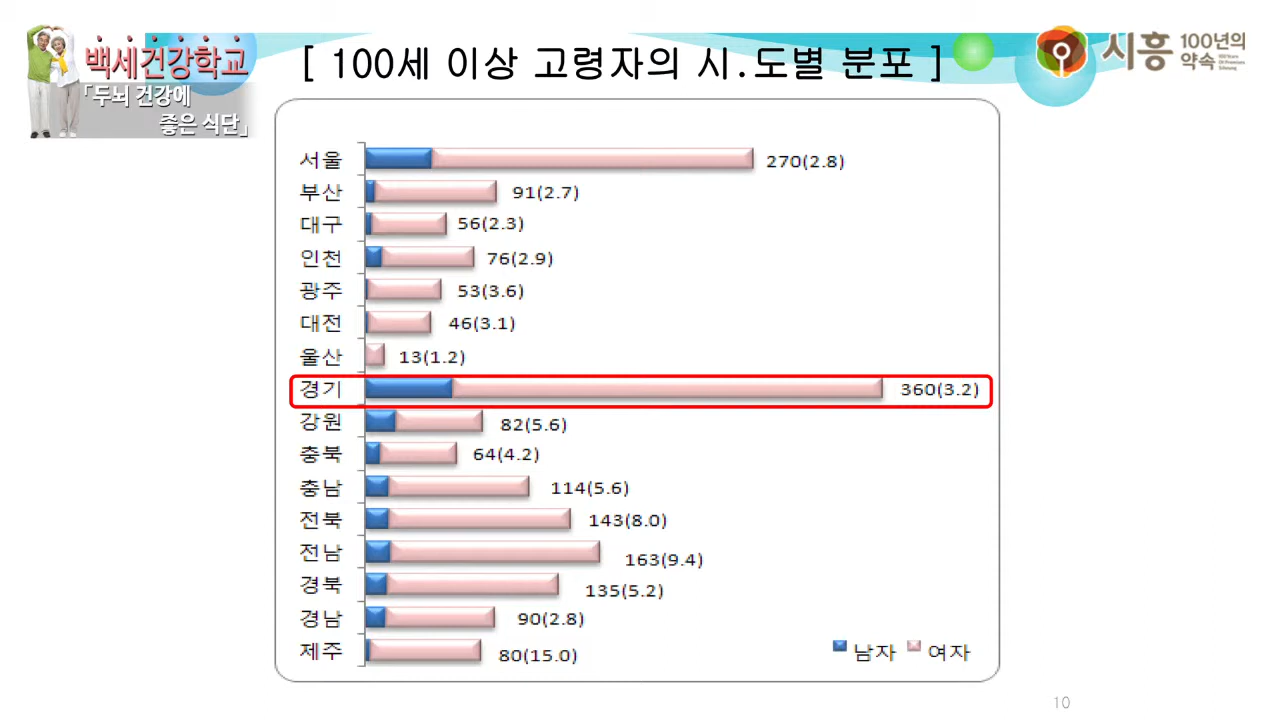 백세건강학교
「두뇌 건강에
좋은 식단」
[ 100세 이상 고령자의 시.도별 분포 ]
시흥 100년의
약속
서울 270(2.8)
부산 91(2.7)
대구 56(2.3)
인천 76(2.9)
광주 53(3.6)
대전 46(3.1)
울산 13(1.2)
경기 360(3.2)
강원 82(5.6)
충북 64(4.2)
충남 114(5.6)
전북 143(8.0)
전남 163(9.4)
경북 135(5.2)
경남 90(2.8)
제주 80(15.0)
남자 여자
10